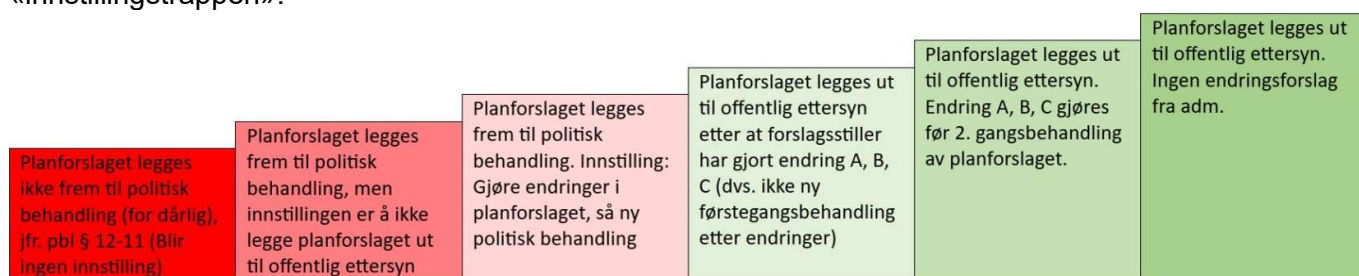 «innstillingstrappen»:
Planforslaget legges
ikke frem til politisk
behandling (for dårlig),
jfr. pbl § 12-11 (Blir
ingen innstilling)
Planforslaget legges
frem til politisk
behandling, men
innstillingen er å ikke
legge planforslaget ut
til offentlig ettersyn
Planforslaget legges
frem til politisk
behandling. Innstilling:
Gjøre endringer i
planforslaget, så ny
politisk behandling
Planforslaget legges ut
til offentlig ettersyn
etter at forslagsstiller
har gjort endring A, B,
C (dvs. ikke ny
førstegangsbehandling
etter endringer)
Planforslaget legges ut
til offentlig ettersyn.
Endring A, B, C gjøres
før 2. gangsbehandling
av planforslaget.
Planforslaget legges ut
til offentlig ettersyn.
Ingen endringsforslag
fra adm.